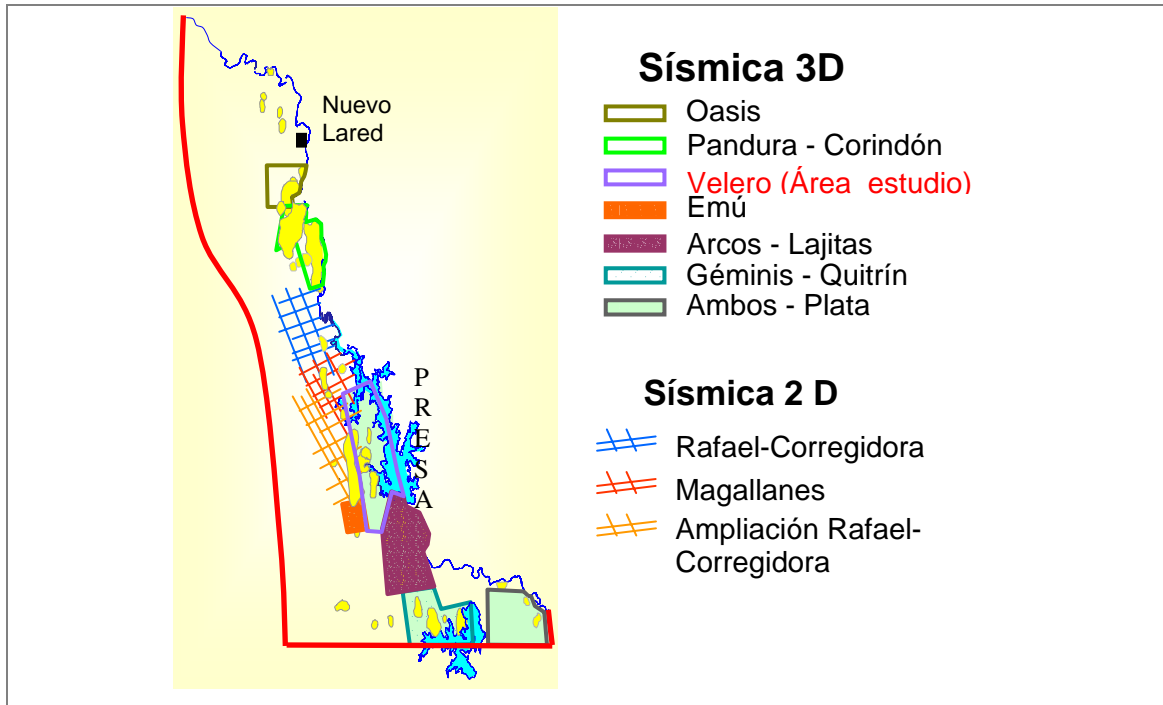 Nuevo
Lared
PRESA
Sísmica 3D
Oasis
Pandura - Corindón
Velero (Área estudio)
Emú
Arcos - Lajitas
Géminis - Quitrín
Ambos - Plata
Sísmica 2 D
Rafael-Corregidora
Magallanes
Ampliación Rafael-
Corregidora